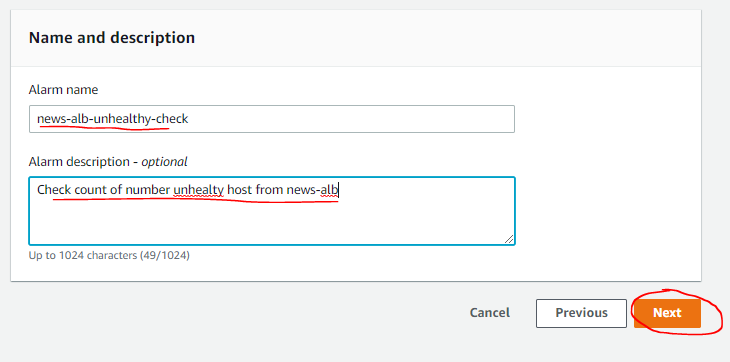 Name and description
Alarm name
news-alb-unhealthy-check
Alarm description - optional
Check count of number unhealty host from news-alb
Up to 1024 characters (49/1024)
Cancel
Previous
Next